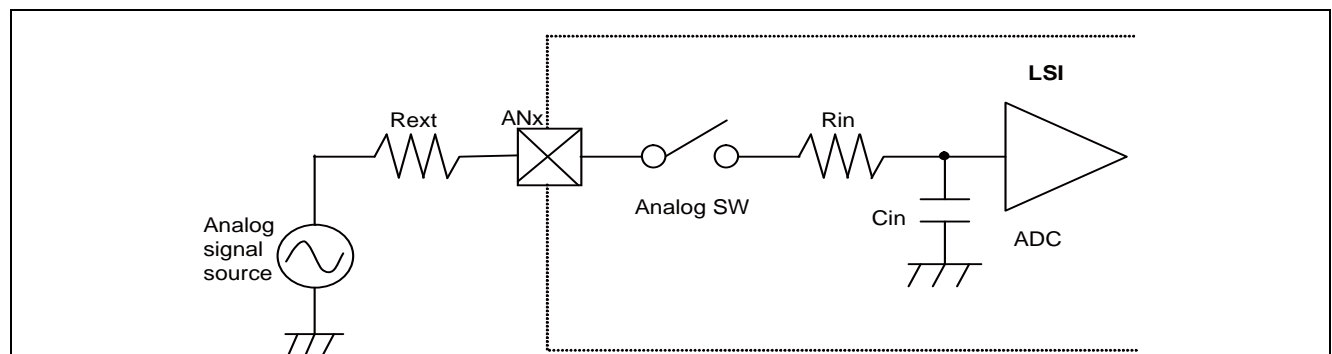 LSI
Rext
ANx
Rin
Analog SW
Cin
ADC
Analog
signal
source